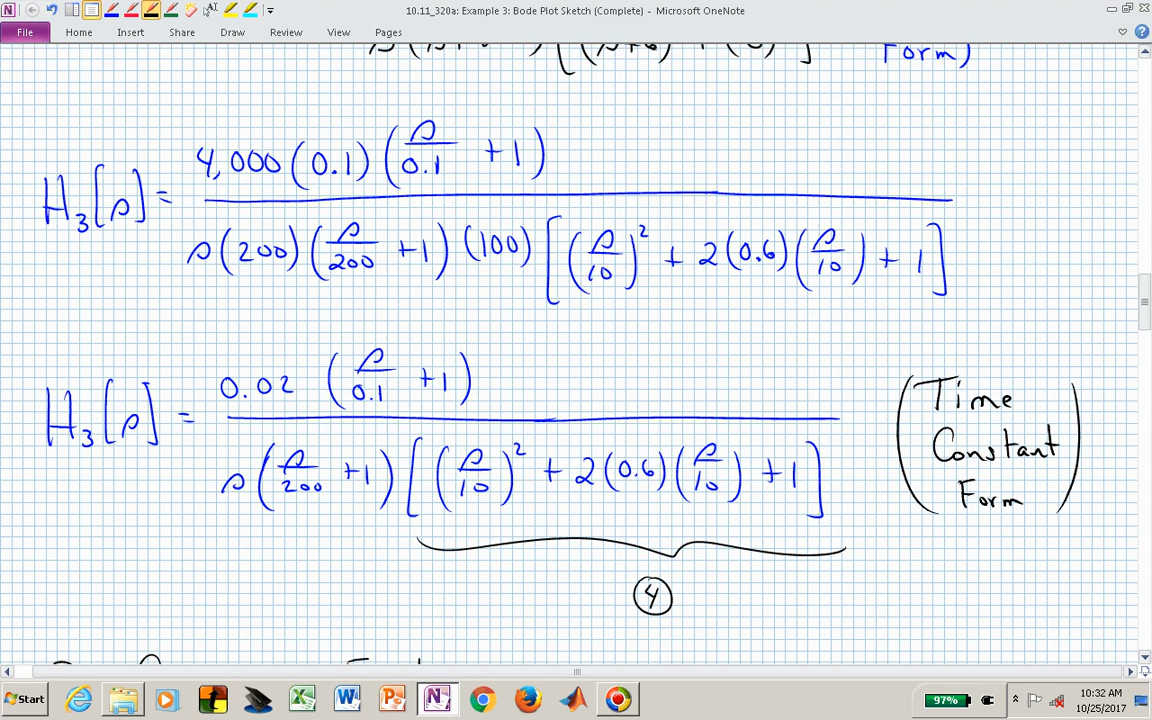 10.11_320a: Example 3: Bode Plot Sketch (Complete) - Microsoft OneNote
File Home Insert Share Draw Review View Pages
Form)
H₃[s] = 4,000(0.1)(s/0.1 + 1) / s(200)(s/200 + 1)(100)[(s/10)² + 2(0.6)(s/10) + 1]
H₃[s] = 0.02 (s/0.1 + 1) / s(s/200 + 1)[(s/10)² + 2(0.6)(s/10) + 1]
(Time
Constant
Form)
4
Start
97%
10:32 AM
10/25/2017